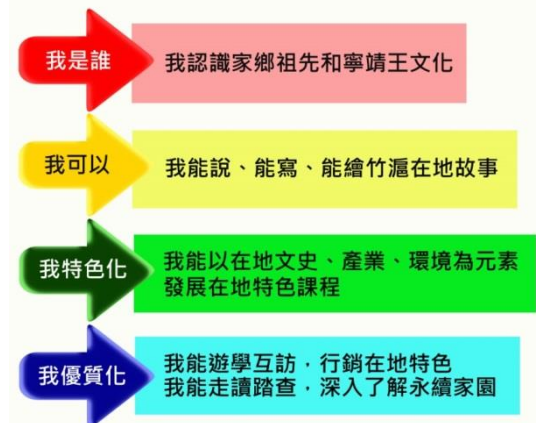 我是誰
我認識家鄉祖先和寧靖王文化
我可以
我能說、能寫、能繪竹滬在地故事
我特色化
我能以在地文史、產業、環境為元素
發展在地特色課程
我優質化
我能遊學互訪，行銷在地特色
我能走讀踏查，深入了解永續家園